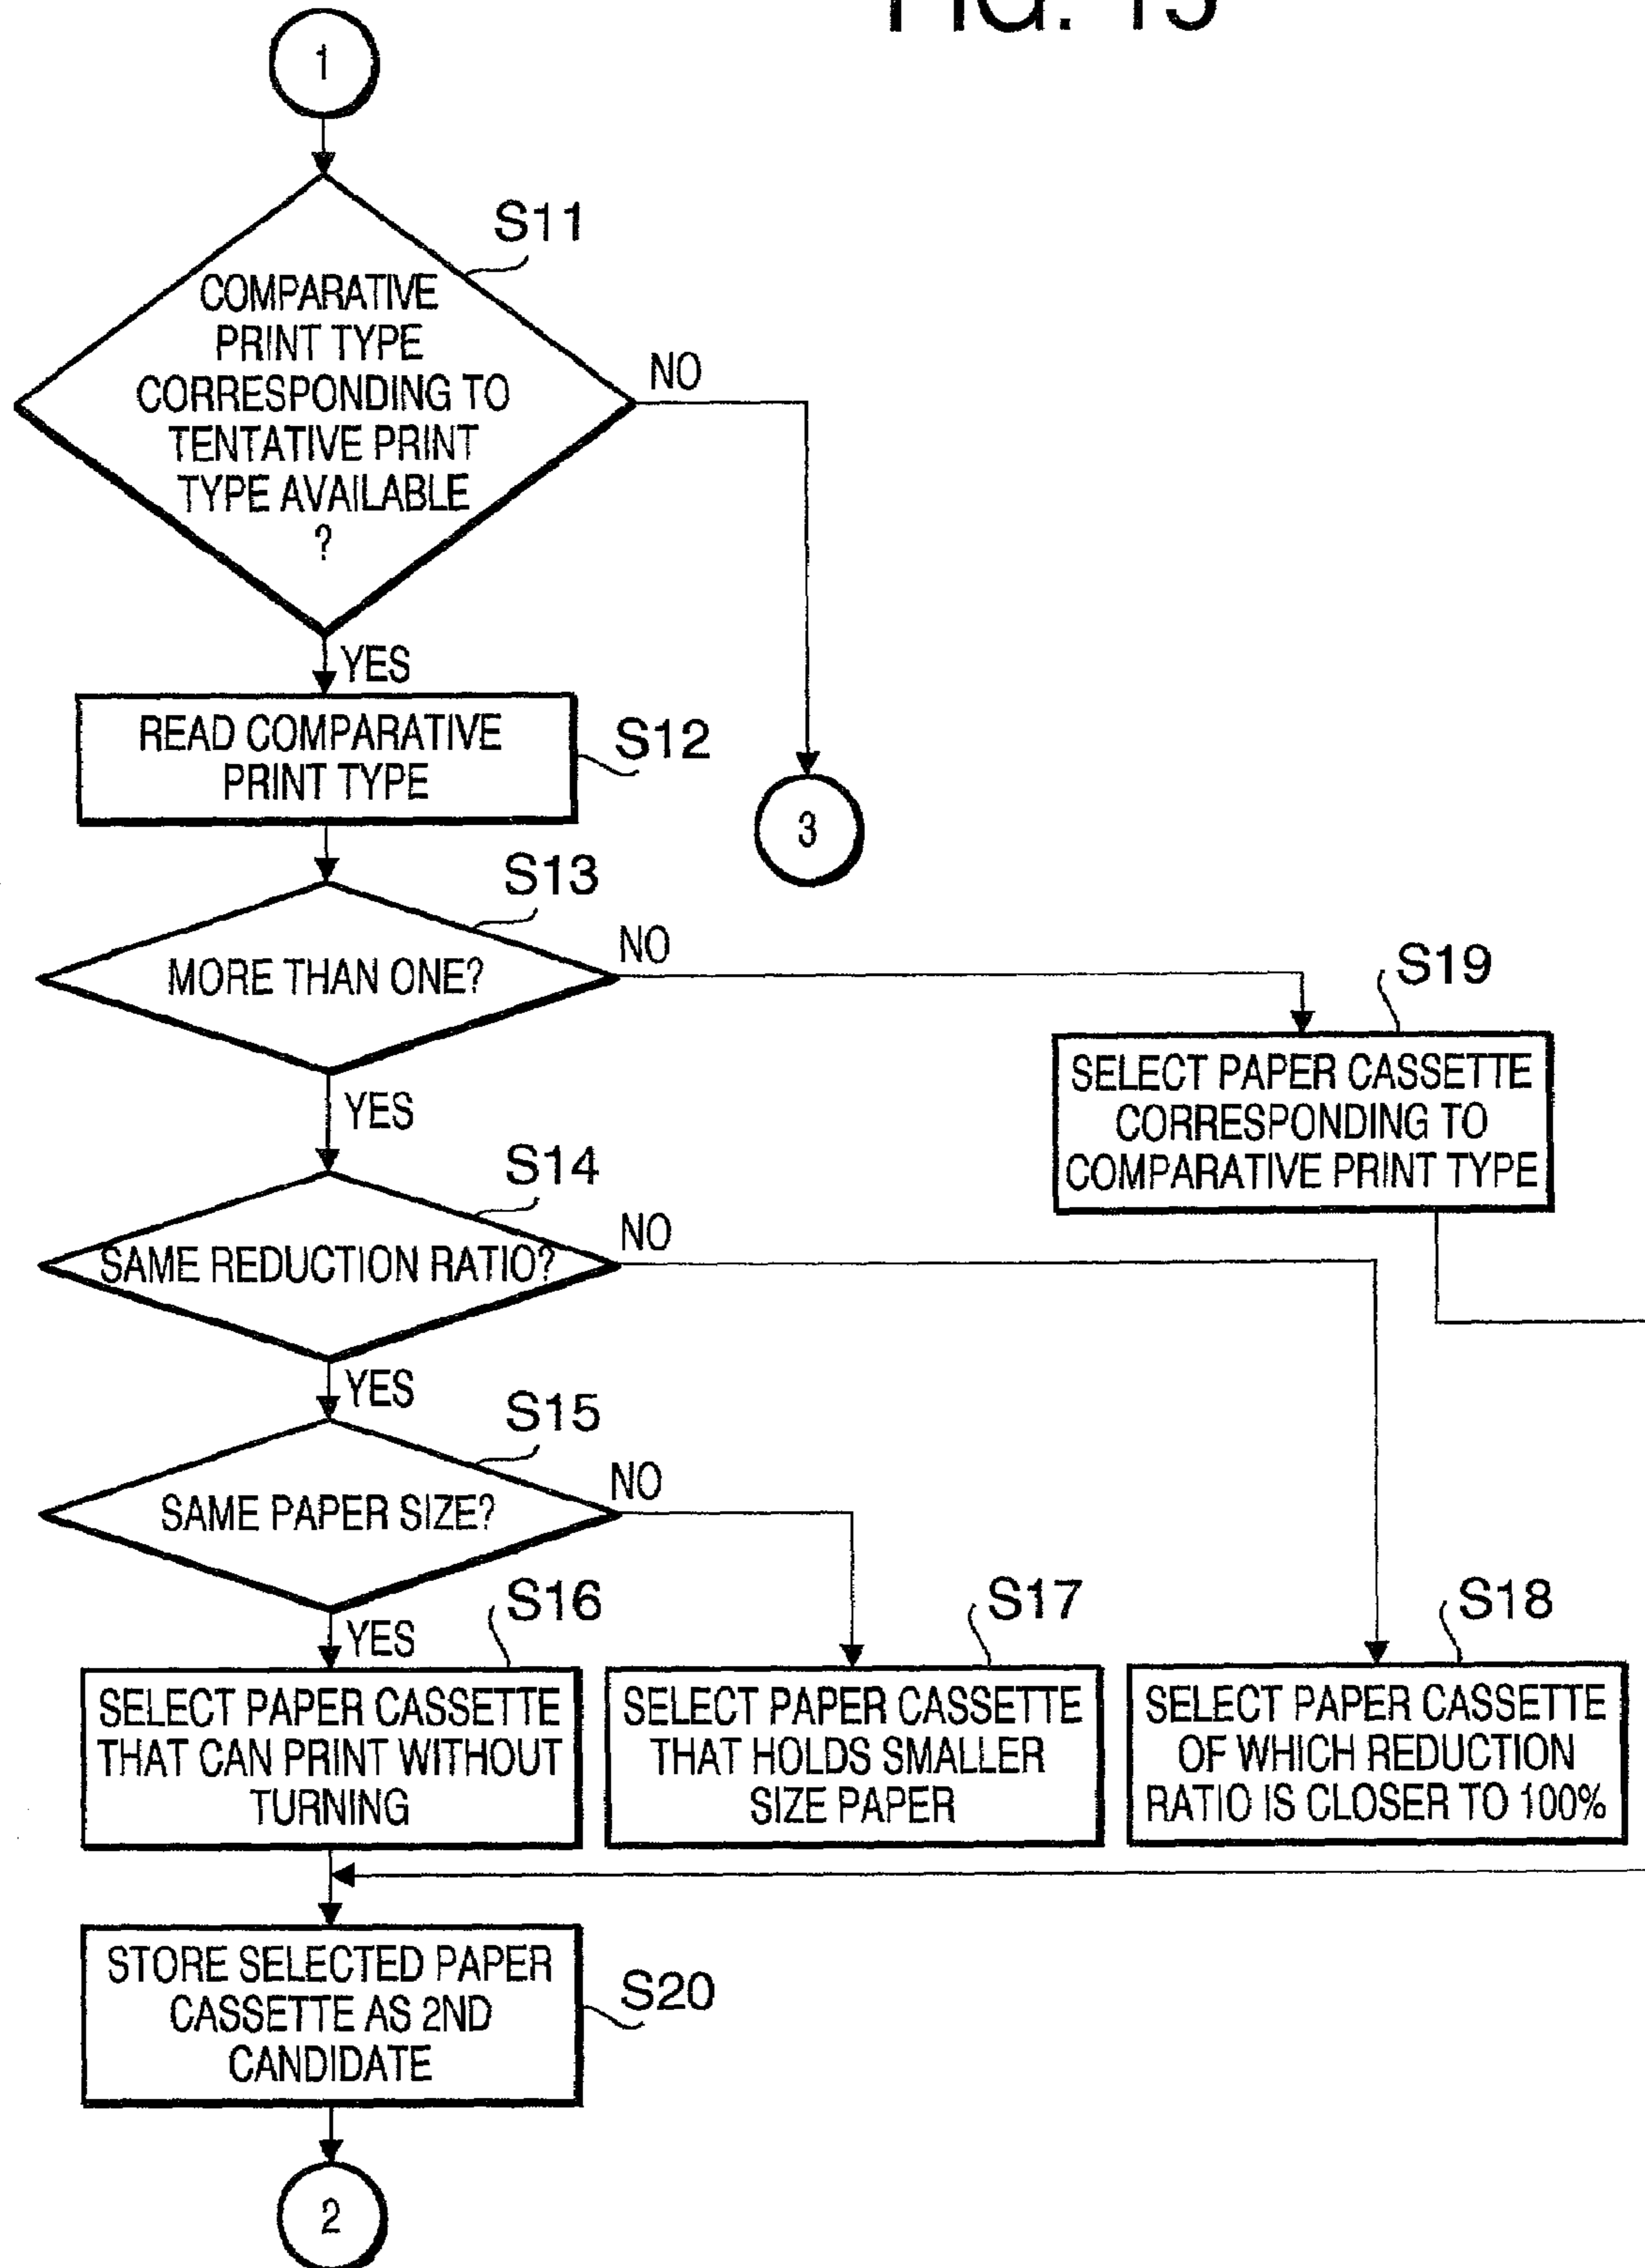 FIG. 15
1
S11
COMPARATIVE
PRINT TYPE
CORRESPONDING TO
TENTATIVE PRINT
TYPE AVAILABLE
?
NO
YES
READ COMPARATIVE
PRINT TYPE
S12
3
S13
MORE THAN ONE?
NO
YES
S19
SELECT PAPER CASSETTE
CORRESPONDING TO
COMPARATIVE PRINT TYPE
S14
SAME REDUCTION RATIO?
NO
YES
S15
SAME PAPER SIZE?
NO
YES
S16
SELECT PAPER CASSETTE
THAT CAN PRINT WITHOUT
TURNING
S17
SELECT PAPER CASSETTE
THAT HOLDS SMALLER
SIZE PAPER
S18
SELECT PAPER CASSETTE
OF WHICH REDUCTION
RATIO IS CLOSER TO 100%
STORE SELECTED PAPER
CASSETTE AS 2ND
CANDIDATE
S20
2